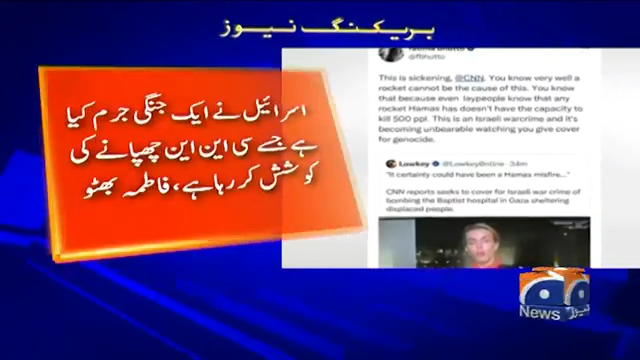 بریکنگ نیوز
اسرائیل نے ایک جنگی جرم کیا
ہے جسے سی این این چھپانے کی
کوشش کر رہا ہے، فاطمہ بھٹو
@fbhutto
This is sickening, @CNN. You know very well a
rocket cannot be the cause of this. You know
that because even laypeople know that any
rocket Hamas has doesn't have the capacity to
kill 500 ppl. This is an Israeli warcrime and it's
becoming unbearable watching you give cover
for genocide.
Lowkey @Lowkey0nline · 34m
"It certainly could have been a Hamas misfire..."
CNN reports seeks to cover for Israeli war crime of
bombing the Baptist hospital in Gaza sheltering
displaced people.
News نیوز